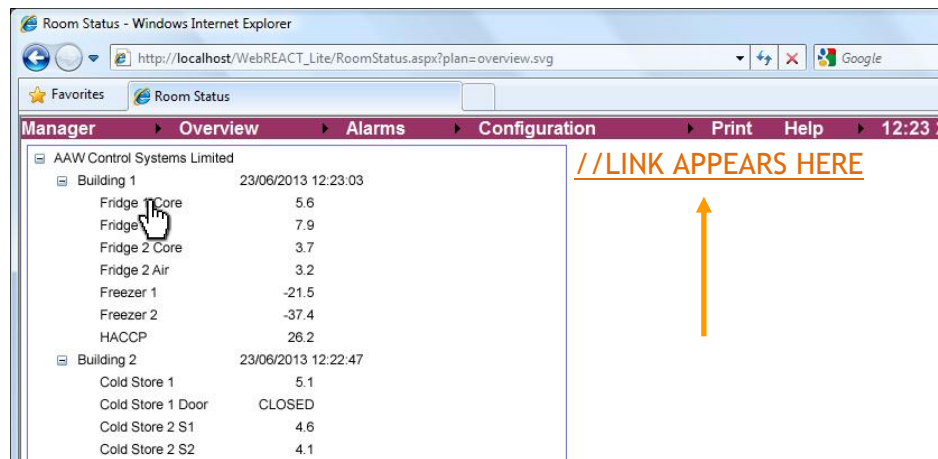 Room Status - Windows Internet Explorer
http://localhost/WebREACT_Lite/RoomStatus.aspx?plan=overview.svg
Google
Favorites
Room Status
Manager Overview Alarms Configuration Print Help 12:23
AAW Control Systems Limited
//LINK APPEARS HERE
Building 1 23/06/2013 12:23:03
Fridge 1 Core 5.6
Fridge 7.9
Fridge 2 Core 3.7
Fridge 2 Air 3.2
Freezer 1 -21.5
Freezer 2 -37.4
HACCP 26.2
Building 2 23/06/2013 12:22:47
Cold Store 1 5.1
Cold Store 1 Door CLOSED
Cold Store 2 S1 4.6
Cold Store 2 S2 4.1